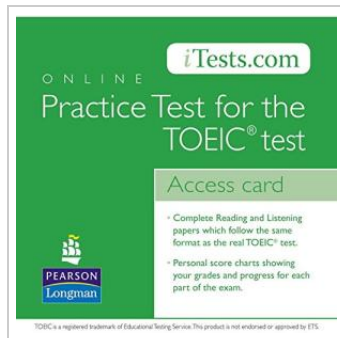 iTests.com
ONLINE
Practice Test for the
TOEIC® test
Access card
• Complete Reading and Listening
papers which follow the same
format as the real TOEIC® test.
• Personal score charts showing
your grades and progress for each
part of the exam.
PEARSON
Longman
TOEIC is a registered trademark of Educational Testing Service. This product is not endorsed or approved by ETS.